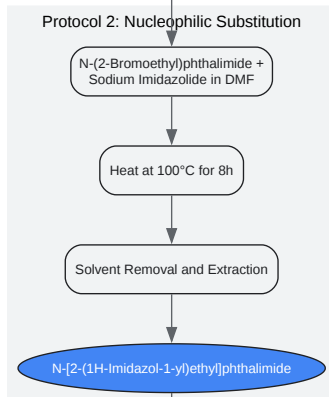 Protocol 2: Nucleophilic Substitution
N-(2-Bromoethyl)phthalimide +
Sodium Imidazolide in DMF
Heat at 100°C for 8h
Solvent Removal and Extraction
N-[2-(1H-Imidazol-1-yl)ethyl]phthalimide